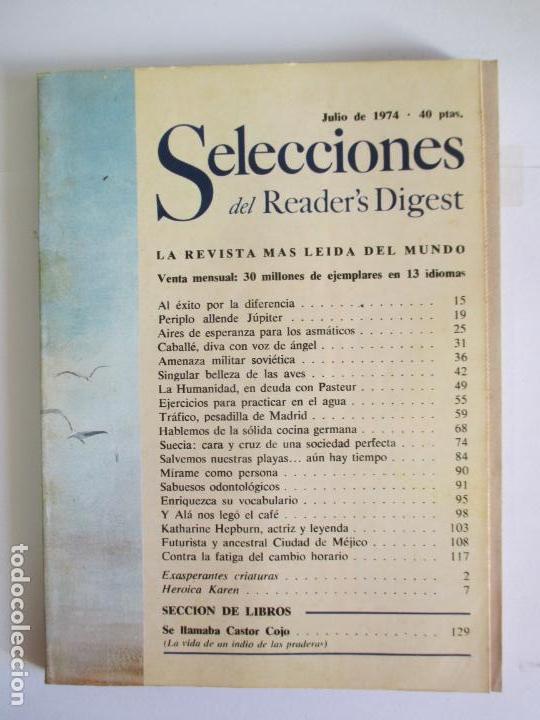 Julio de 1974 · 40 ptas.
Selecciones
del Reader's Digest
LA REVISTA MAS LEIDA DEL MUNDO
Venta mensual: 30 millones de ejemplares en 13 idiomas
Al éxito por la diferencia . . . . . . . . . . . . . . . 15
Periplo allende Júpiter . . . . . . . . . . . . . . . 19
Aires de esperanza para los asmáticos . . . . . . . . . 25
Caballé, diva con voz de ángel . . . . . . . . . . . . 31
Amenaza militar soviética . . . . . . . . . . . . . . 36
Singular belleza de las aves . . . . . . . . . . . . . 42
La Humanidad, en deuda con Pasteur . . . . . . . . . 49
Ejercicios para practicar en el agua . . . . . . . . . . 55
Tráfico, pesadilla de Madrid . . . . . . . . . . . . . 59
Hablemos de la sólida cocina germana . . . . . . . . . 68
Suecia: cara y cruz de una sociedad perfecta . . . . . . 74
Salvemos nuestras playas... aún hay tiempo . . . . . . 84
Mírame como persona . . . . . . . . . . . . . . . 90
Sabuesos odontológicos . . . . . . . . . . . . . . . 91
Enriquezca su vocabulario . . . . . . . . . . . . . . 95
Y Alá nos legó el café . . . . . . . . . . . . . . . 98
Katharine Hepburn, actriz y leyenda . . . . . . . . . . 103
Futurista y ancestral Ciudad de Méjico . . . . . . . . . 108
Contra la fatiga del cambio horario . . . . . . . . . . 117
Exasperantes criaturas . . . . . . . . . . . . . . . 2
Heroica Karen . . . . . . . . . . . . . . . . . . 7
SECCION DE LIBROS
Se llamaba Castor Cojo . . . . . . . . . . . . . . . 129
(La vida de un indio de las praderas)
todocoleccion.net